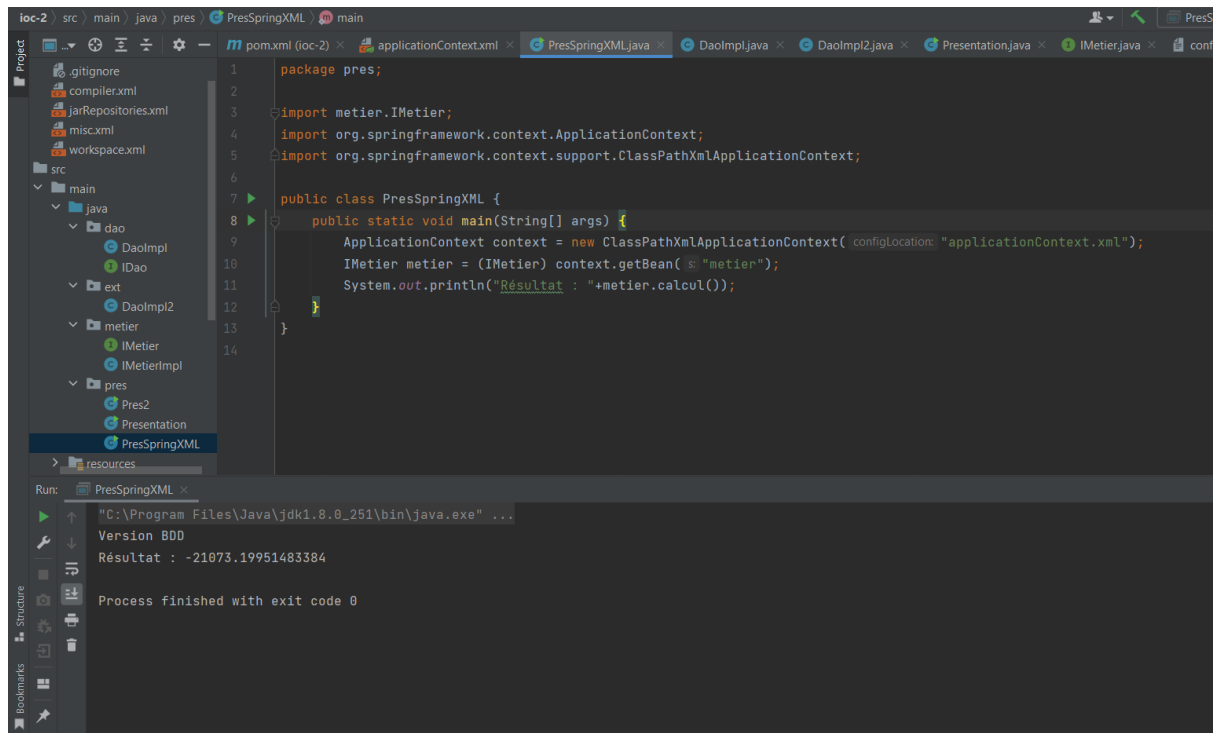 ioc-2 src main java pres PresSpringXML main
PresS
Project
pom.xml (ioc-2) applicationContext.xml PresSpringXML.java DaoImpl.java DaoImpl2.java Presentation.java IMetier.java conf
.gitignore
compiler.xml
jarRepositories.xml
misc.xml
workspace.xml
src
main
java
dao
DaoImpl
IDao
ext
DaoImpl2
metier
IMetier
IMetierImpl
pres
Pres2
Presentation
PresSpringXML
resources
1 package pres;
2
3 import metier.IMetier;
4 import org.springframework.context.ApplicationContext;
5 import org.springframework.context.support.ClassPathXmlApplicationContext;
6
7 public class PresSpringXML {
8 public static void main(String[] args) {
9 ApplicationContext context = new ClassPathXmlApplicationContext( configLocation: "applicationContext.xml");
10 IMetier metier = (IMetier) context.getBean( s: "metier");
11 System.out.println("Résultat : "+metier.calcul());
12 }
13 }
14
Run: PresSpringXML
"C:\Program Files\Java\jdk1.8.0_251\bin\java.exe" ...
Version BDD
Résultat : -21073.19951483384
Process finished with exit code 0
Structure
Bookmarks